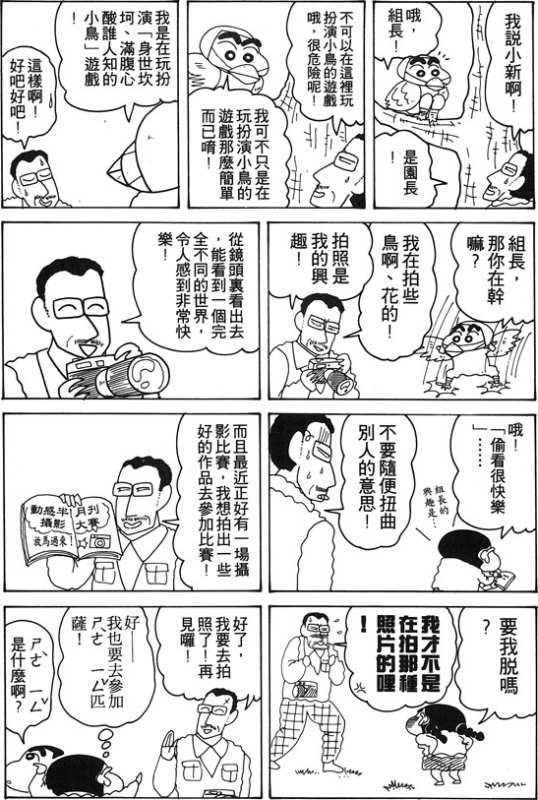 我說小新啊!
哦,
組長!
是園長
!
不可以在這裡玩
扮演小鳥的遊戲
哦,很危險呢!
我可不只是在
玩扮演小鳥的
遊戲那麼簡單
而已唷!
我是在玩扮
演「身世坎
坷、滿腹心
酸誰人知的
小鳥」遊戲
這樣啊!
好吧好吧!
組長,
那你在幹
嘛?
我在拍些
鳥啊、花的!
拍照是
我的興
趣!
從鏡頭裏看出去
,能看到一個完
全不同的世界,
令人感到非常快
樂!
哦!
「偷看很快樂
」……
組長的
興趣是…
不要隨便扭曲
別人的意思!
而且最近正好有一場攝
影比賽,我想拍出一些
好的作品去參加比賽!
動感半月刊
攝影大賽
放馬過來!
要我脫嗎
?
我才不是
在拍那種
照片的哩
!
好了,
我要去拍
照了!再
見囉!
好——
我也要去參加
ㄕㄜ ㄧㄥˇ匹
薩!
ㄕㄜ ㄧㄥˇ
是什麼啊?